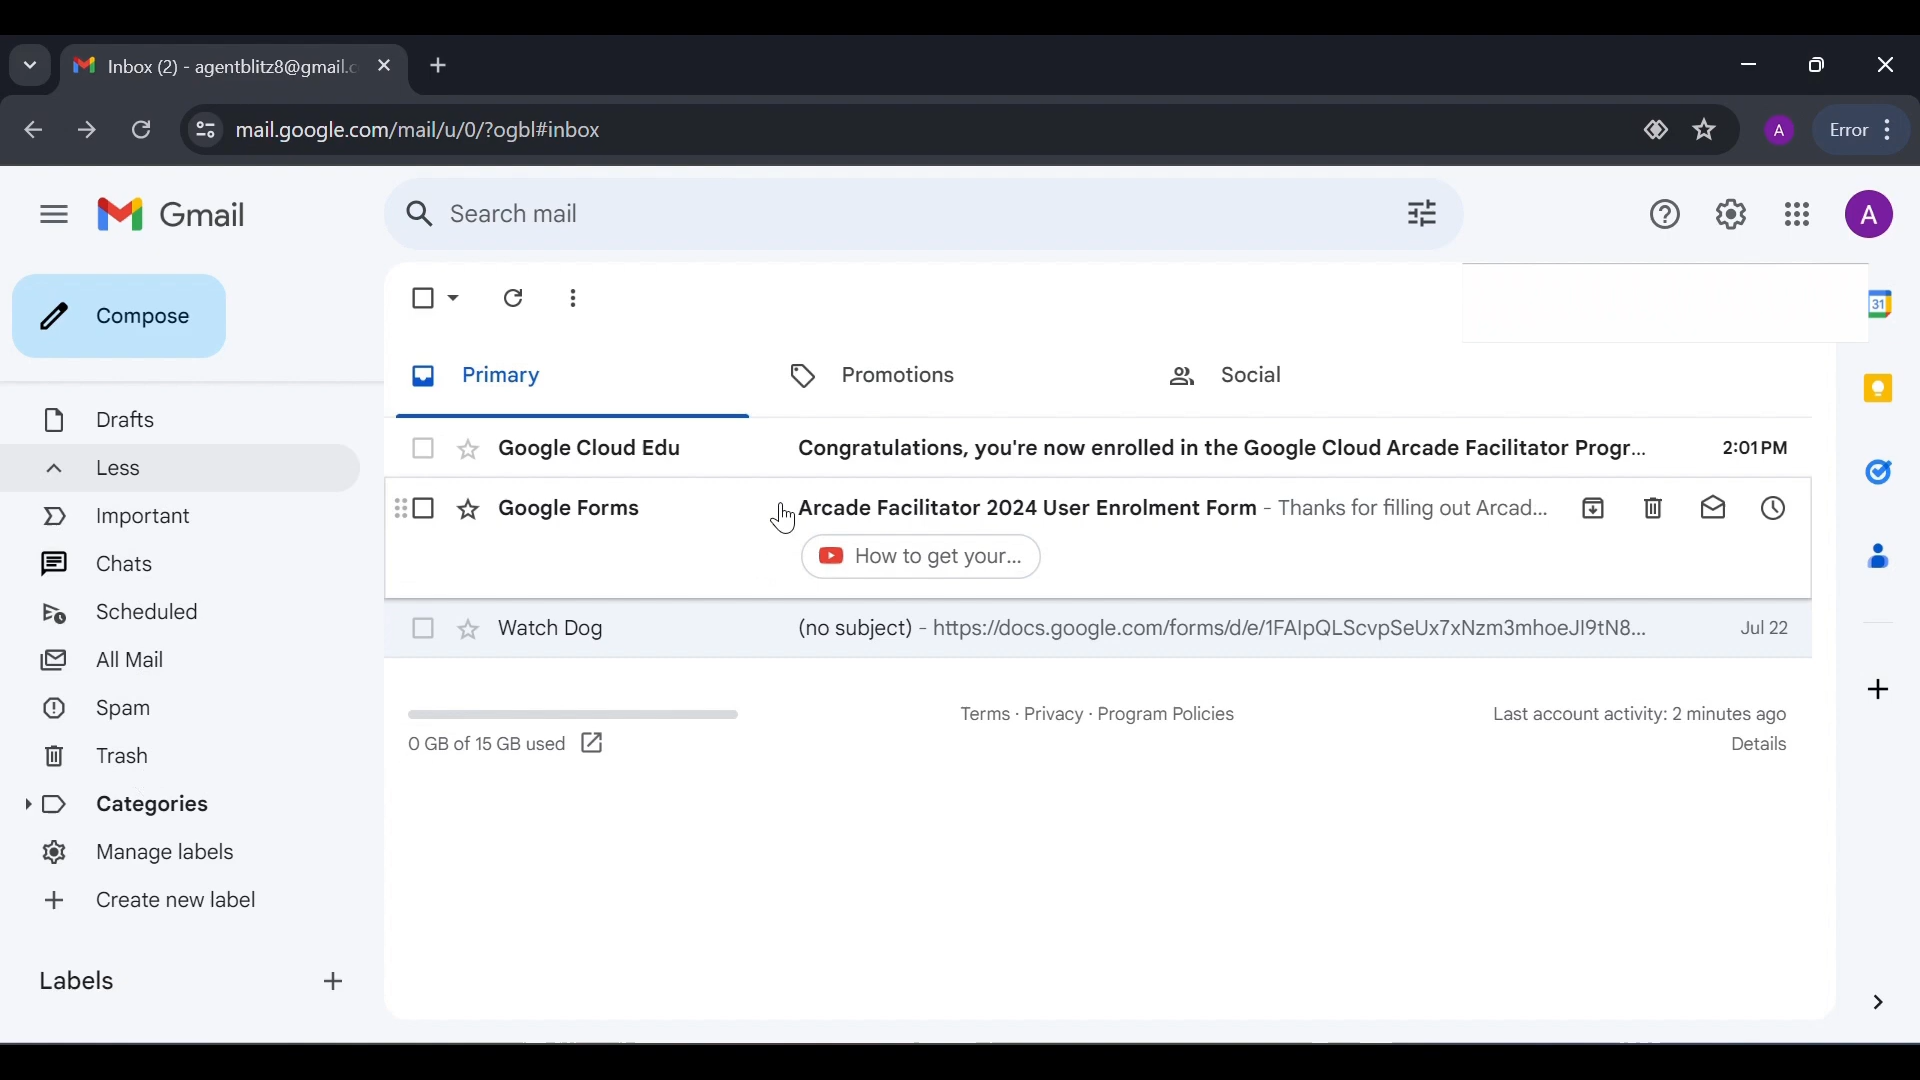 Inbox (2) - agentblitz8@gmail.c
mail.google.com/mail/u/0/?ogbl#inbox
A
Error
Gmail
Search mail
A
Compose
31
Primary
Promotions
Social
Drafts
Google Cloud Edu Congratulations, you're now enrolled in the Google Cloud Arcade Facilitator Progr... 2:01 PM
Less
Google Forms Arcade Facilitator 2024 User Enrolment Form - Thanks for filling out Arcad...
Important
How to get your...
Chats
Scheduled
Watch Dog (no subject) - https://docs.google.com/forms/d/e/1FAIpQLScvpSeUx7xNzm3mhoeJI9tN8... Jul 22
All Mail
Spam
Terms · Privacy · Program Policies
Last account activity: 2 minutes ago
0 GB of 15 GB used
Details
Trash
Categories
Manage labels
Create new label
Labels